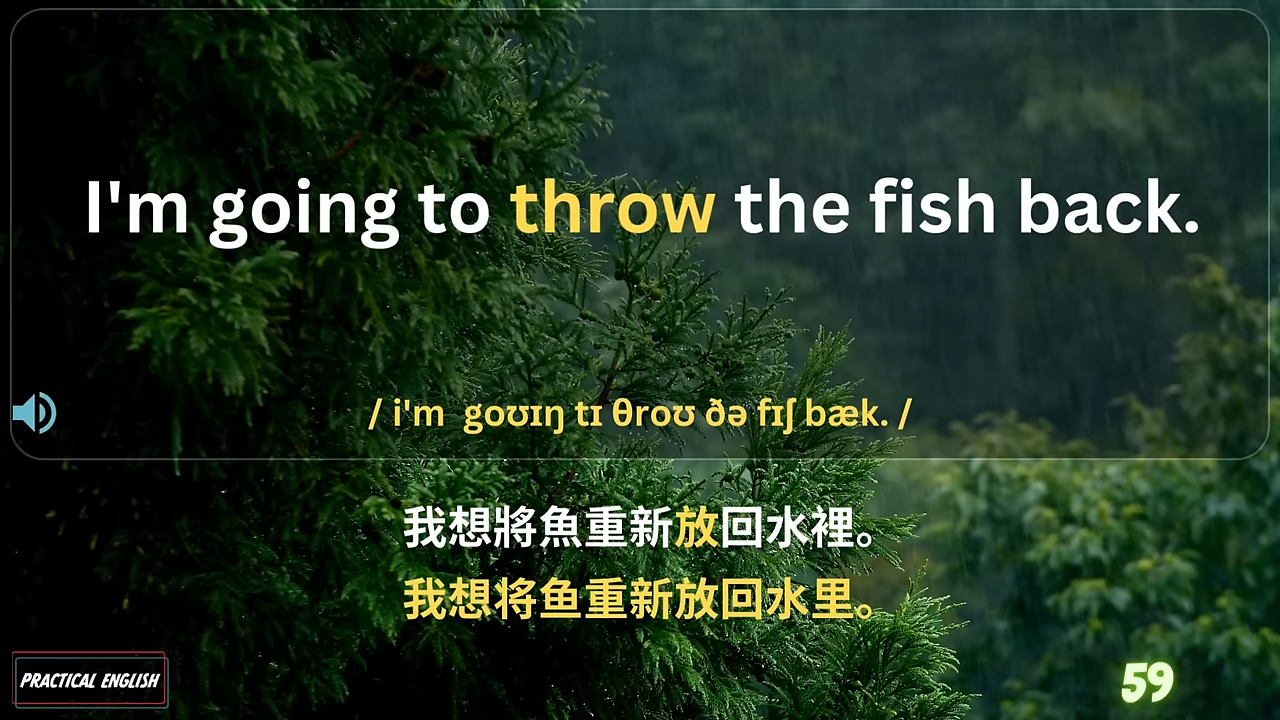 I'm going to throw the fish back.
/ i'm goʊɪŋ tɪ θroʊ ðə fɪʃ bæk. /
我想將魚重新放回水裡。
我想将鱼重新放回水里。
PRACTICAL ENGLISH
59